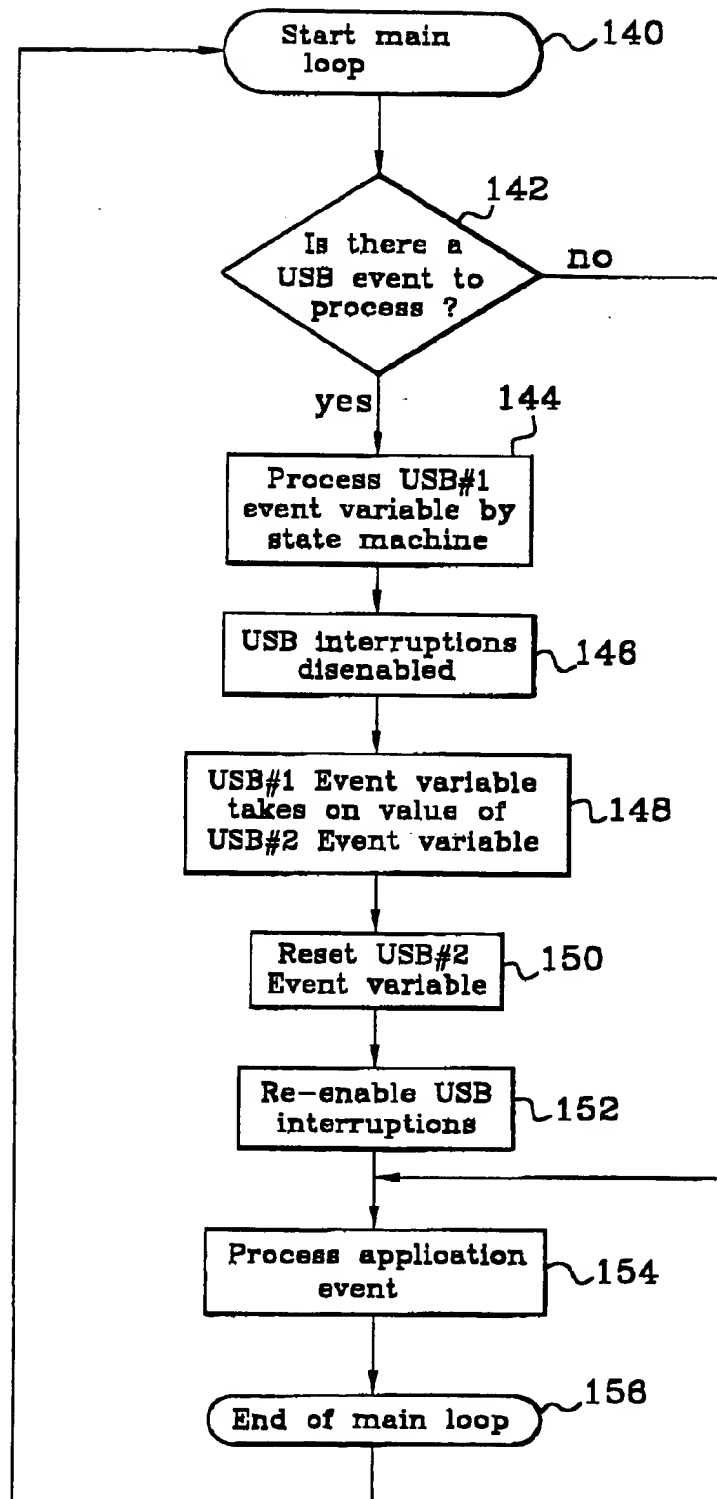 Start main
loop
140
142
Is there a
USB event to
process ?
no
yes
144
Process USB#1
event variable by
state machine
USB interruptions
disenabled
146
USB#1 Event variable
takes on value of
USB#2 Event variable
148
Reset USB#2
Event variable
150
Re-enable USB
interruptions
152
Process application
event
154
End of main loop
156